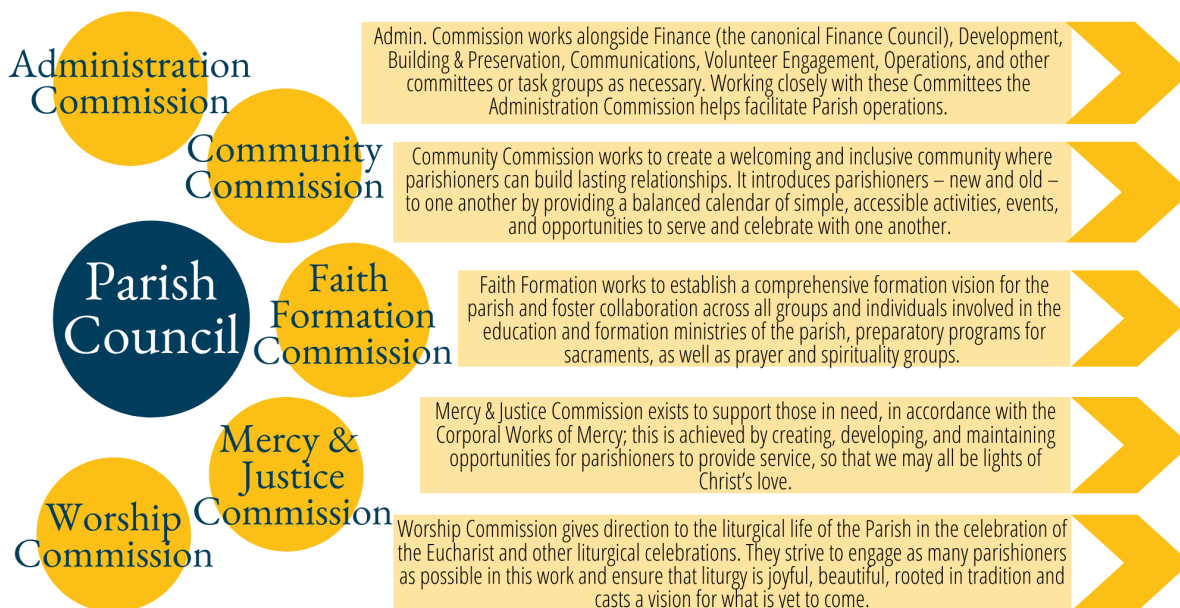 Administration
Commission
Admin. Commission works alongside Finance (the canonical Finance Council), Development,
Building & Preservation, Communications, Volunteer Engagement, Operations, and other
committees or task groups as necessary. Working closely with these Committees the
Administration Commission helps facilitate Parish operations.
Community
Commission
Community Commission works to create a welcoming and inclusive community where
parishioners can build lasting relationships. It introduces parishioners – new and old –
to one another by providing a balanced calendar of simple, accessible activities, events,
and opportunities to serve and celebrate with one another.
Parish
Council
Faith
Formation
Commission
Faith Formation works to establish a comprehensive formation vision for the
parish and foster collaboration across all groups and individuals involved in the
education and formation ministries of the parish, preparatory programs for
sacraments, as well as prayer and spirituality groups.
Mercy &
Justice
Commission
Mercy & Justice Commission exists to support those in need, in accordance with the
Corporal Works of Mercy; this is achieved by creating, developing, and maintaining
opportunities for parishioners to provide service, so that we may all be lights of
Christ's love.
Worship
Commission
Worship Commission gives direction to the liturgical life of the Parish in the celebration of
the Eucharist and other liturgical celebrations. They strive to engage as many parishioners
as possible in this work and ensure that liturgy is joyful, beautiful, rooted in tradition and
casts a vision for what is yet to come.